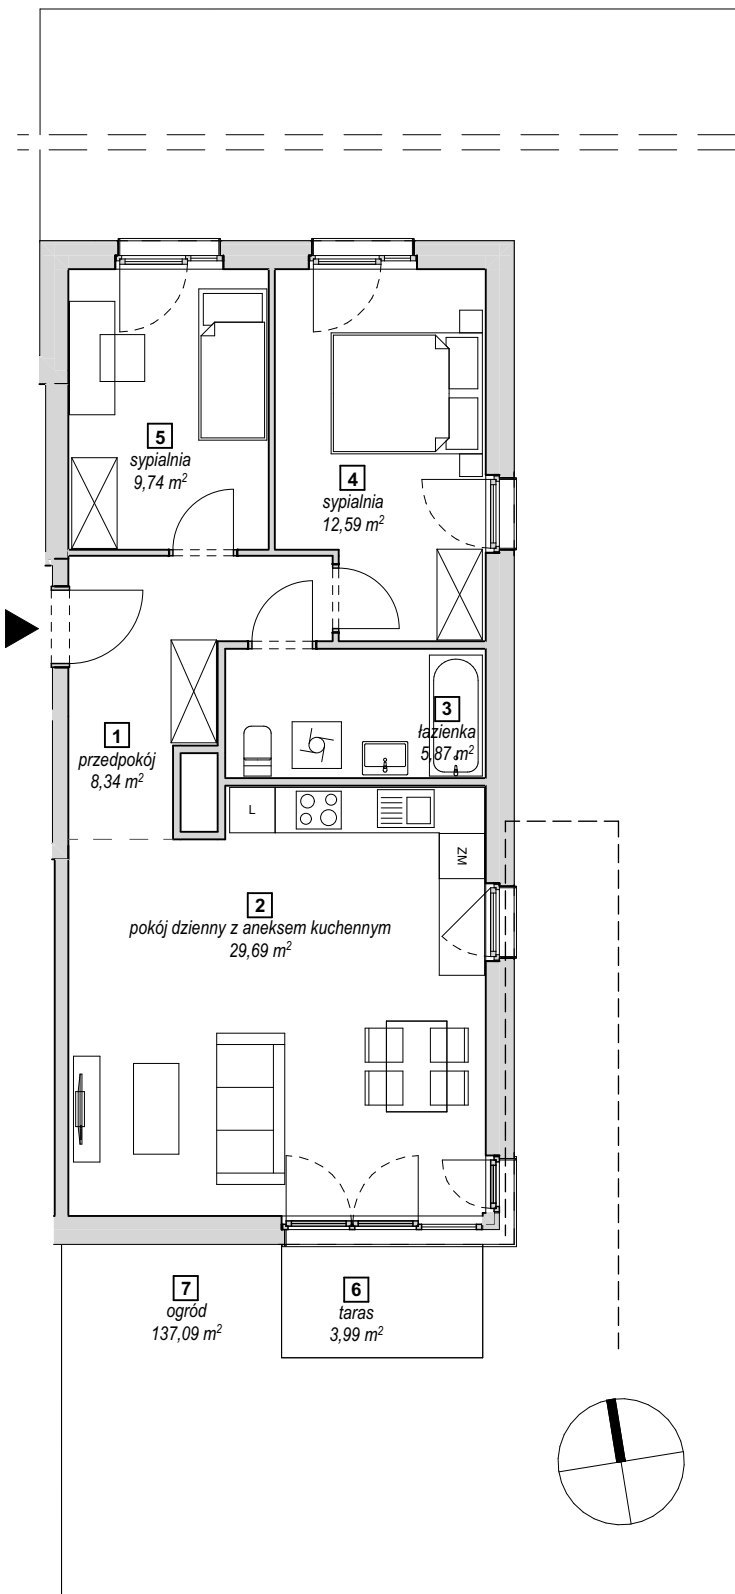 5
sypialnia
9,74 m²
4
sypialnia
12,59 m²
3
łazienka
5,87 m²
1
przedpokój
8,34 m²
L
ZM
2
pokój dzienny z aneksem kuchennym
29,69 m²
7
ogród
137,09 m²
6
taras
3,99 m²